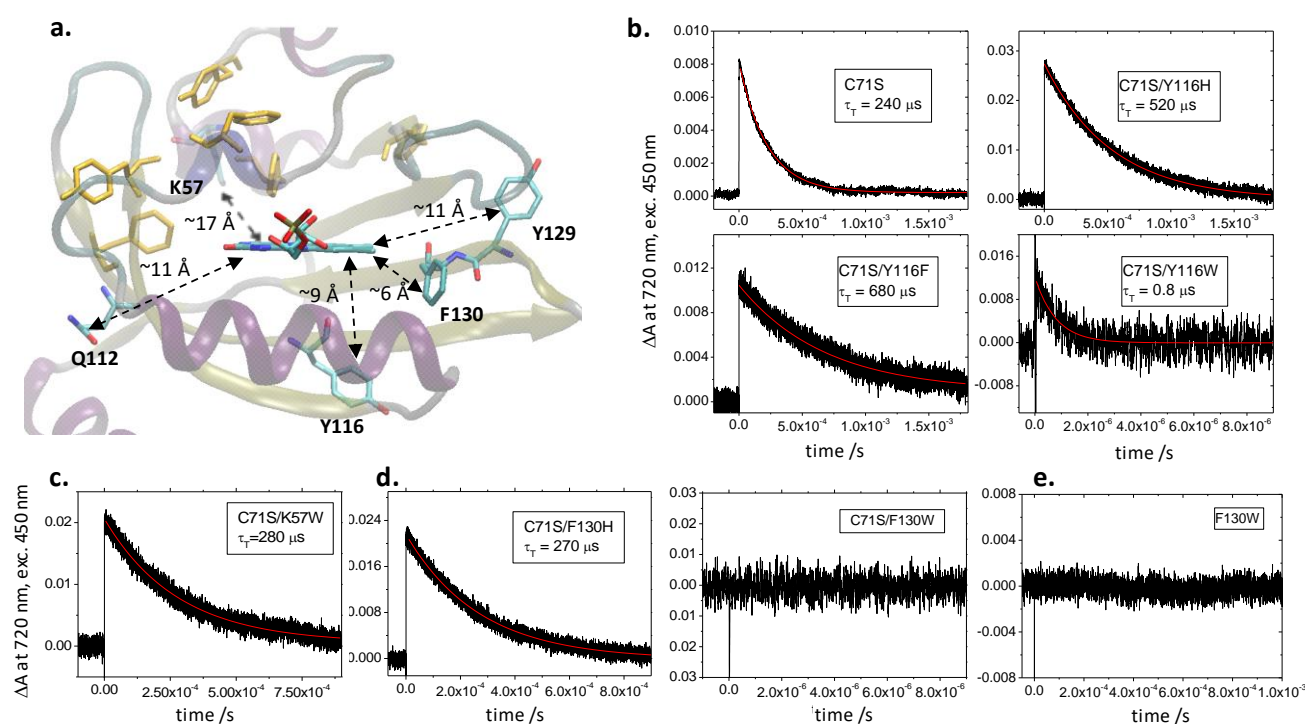 a.
K57
~17 Å
~11 Å
Y129
~11 Å
~9 Å
~6 Å
F130
Q112
Y116
b.
ΔA at 720 nm, exc. 450 nm
0.010
0.008
0.006
0.004
0.002
0.000
C71S
τ_T = 240 μs
0.0 5.0x10⁻⁴ 1.0x10⁻³ 1.5x10⁻³
0.03
0.02
0.01
0.00
C71S/Y116H
τ_T = 520 μs
0.0 5.0x10⁻⁴ 1.0x10⁻³ 1.5x10⁻³
0.012
0.008
0.004
0.000
C71S/Y116F
τ_T = 680 μs
0.0 5.0x10⁻⁴ 1.0x10⁻³ 1.5x10⁻³
time /s
0.016
0.008
0.000
-0.008
C71S/Y116W
τ_T = 0.8 μs
0.0 2.0x10⁻⁶ 4.0x10⁻⁶ 6.0x10⁻⁶ 8.0x10⁻⁶
time /s
c.
ΔA at 720 nm, exc. 450 nm
0.02
0.01
0.00
C71S/K57W
τ_T=280 μs
0.00 2.50x10⁻⁴ 5.00x10⁻⁴ 7.50x10⁻⁴
time /s
d.
0.024
0.016
0.008
0.000
C71S/F130H
τ_T = 270 μs
0.0 2.0x10⁻⁴ 4.0x10⁻⁴ 6.0x10⁻⁴ 8.0x10⁻⁴
time /s
0.03
0.02
0.01
0.00
0.01
0.02
0.03
C71S/F130W
0.0 2.0x10⁻⁶ 4.0x10⁻⁶ 6.0x10⁻⁶ 8.0x10⁻⁶
time /s
e.
0.008
0.004
0.000
-0.004
-0.008
F130W
0.0 2.0x10⁻⁴ 4.0x10⁻⁴ 6.0x10⁻⁴ 8.0x10⁻⁴ 1.0x10⁻³
time /s